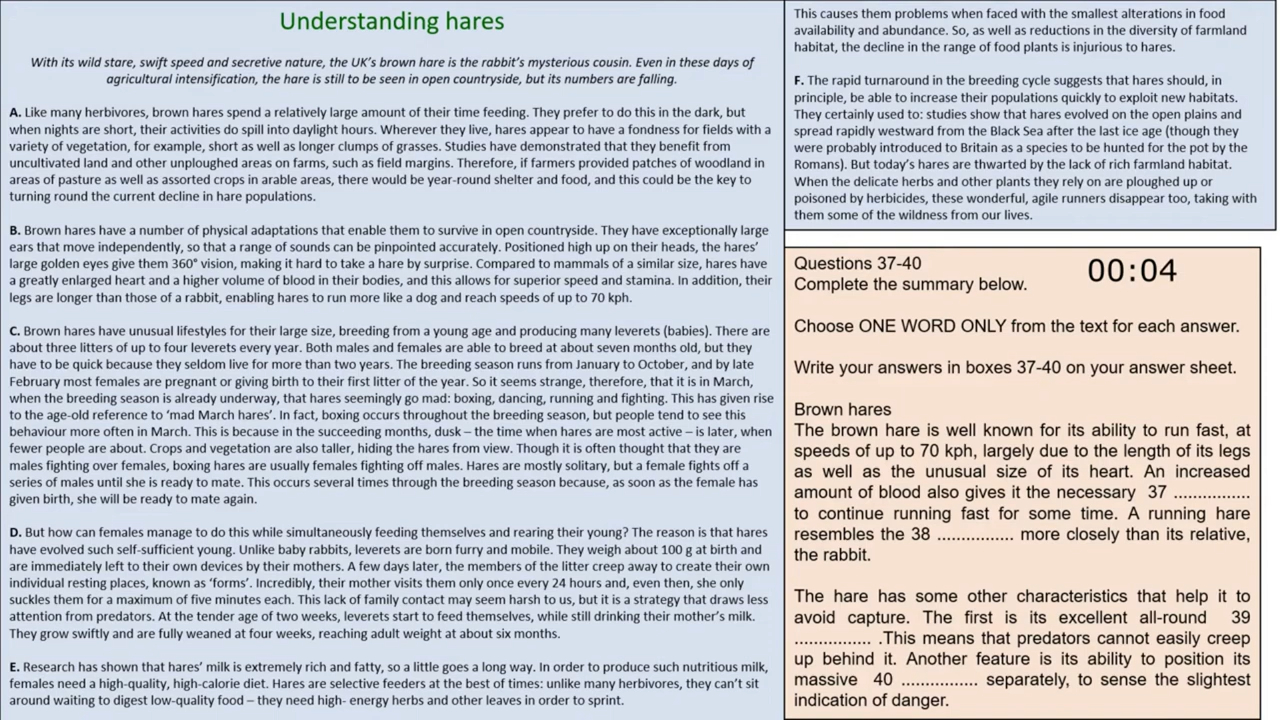 Understanding hares
With its wild stare, swift speed and secretive nature, the UK's brown hare is the rabbit's mysterious cousin. Even in these days of
agricultural intensification, the hare is still to be seen in open countryside, but its numbers are falling.
A. Like many herbivores, brown hares spend a relatively large amount of their time feeding. They prefer to do this in the dark, but
when nights are short, their activities do spill into daylight hours. Wherever they live, hares appear to have a fondness for fields with a
variety of vegetation, for example, short as well as longer clumps of grasses. Studies have demonstrated that they benefit from
uncultivated land and other unploughed areas on farms, such as field margins. Therefore, if farmers provided patches of woodland in
areas of pasture as well as assorted crops in arable areas, there would be year-round shelter and food, and this could be the key to
turning round the current decline in hare populations.
B. Brown hares have a number of physical adaptations that enable them to survive in open countryside. They have exceptionally large
ears that move independently, so that a range of sounds can be pinpointed accurately. Positioned high up on their heads, the hares'
large golden eyes give them 360° vision, making it hard to take a hare by surprise. Compared to mammals of a similar size, hares have
a greatly enlarged heart and a higher volume of blood in their bodies, and this allows for superior speed and stamina. In addition, their
legs are longer than those of a rabbit, enabling hares to run more like a dog and reach speeds of up to 70 kph.
C. Brown hares have unusual lifestyles for their large size, breeding from a young age and producing many leverets (babies). There are
about three litters of up to four leverets every year. Both males and females are able to breed at about seven months old, but they
have to be quick because they seldom live for more than two years. The breeding season runs from January to October, and by late
February most females are pregnant or giving birth to their first litter of the year. So it seems strange, therefore, that it is in March,
when the breeding season is already underway, that hares seemingly go mad: boxing, dancing, running and fighting. This has given rise
to the age-old reference to 'mad March hares'. In fact, boxing occurs throughout the breeding season, but people tend to see this
behaviour more often in March. This is because in the succeeding months, dusk – the time when hares are most active – is later, when
fewer people are about. Crops and vegetation are also taller, hiding the hares from view. Though it is often thought that they are
males fighting over females, boxing hares are usually females fighting off males. Hares are mostly solitary, but a female fights off a
series of males until she is ready to mate. This occurs several times through the breeding season because, as soon as the female has
given birth, she will be ready to mate again.
D. But how can females manage to do this while simultaneously feeding themselves and rearing their young? The reason is that hares
have evolved such self-sufficient young. Unlike baby rabbits, leverets are born furry and mobile. They weigh about 100 g at birth and
are immediately left to their own devices by their mothers. A few days later, the members of the litter creep away to create their own
individual resting places, known as 'forms'. Incredibly, their mother visits them only once every 24 hours and, even then, she only
suckles them for a maximum of five minutes each. This lack of family contact may seem harsh to us, but it is a strategy that draws less
attention from predators. At the tender age of two weeks, leverets start to feed themselves, while still drinking their mother's milk.
They grow swiftly and are fully weaned at four weeks, reaching adult weight at about six months.
E. Research has shown that hares' milk is extremely rich and fatty, so a little goes a long way. In order to produce such nutritious milk,
females need a high-quality, high-calorie diet. Hares are selective feeders at the best of times: unlike many herbivores, they can't sit
around waiting to digest low-quality food – they need high- energy herbs and other leaves in order to sprint.
This causes them problems when faced with the smallest alterations in food
availability and abundance. So, as well as reductions in the diversity of farmland
habitat, the decline in the range of food plants is injurious to hares.
F. The rapid turnaround in the breeding cycle suggests that hares should, in
principle, be able to increase their populations quickly to exploit new habitats.
They certainly used to: studies show that hares evolved on the open plains and
spread rapidly westward from the Black Sea after the last ice age (though they
were probably introduced to Britain as a species to be hunted for the pot by the
Romans). But today's hares are thwarted by the lack of rich farmland habitat.
When the delicate herbs and other plants they rely on are ploughed up or
poisoned by herbicides, these wonderful, agile runners disappear too, taking with
them some of the wildness from our lives.
Questions 37-40
00:04
Complete the summary below.
Choose ONE WORD ONLY from the text for each answer.
Write your answers in boxes 37-40 on your answer sheet.
Brown hares
The brown hare is well known for its ability to run fast, at
speeds of up to 70 kph, largely due to the length of its legs
as well as the unusual size of its heart. An increased
amount of blood also gives it the necessary 37 ................
to continue running fast for some time. A running hare
resembles the 38 ................ more closely than its relative,
the rabbit.
The hare has some other characteristics that help it to
avoid capture. The first is its excellent all-round 39
................ .This means that predators cannot easily creep
up behind it. Another feature is its ability to position its
massive 40 ................ separately, to sense the slightest
indication of danger.